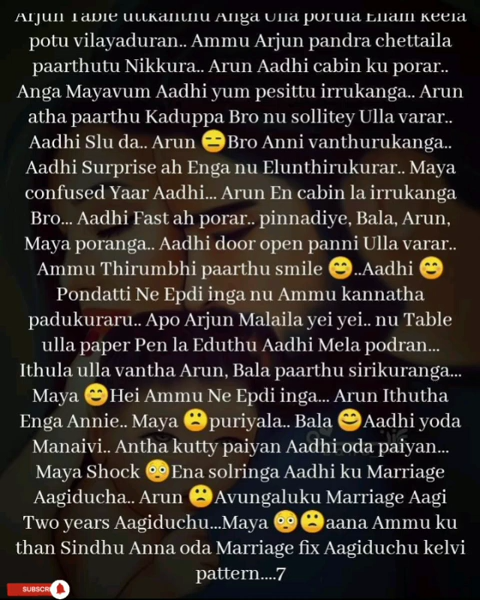 Arjun Table utkanthu Anga Ulla porula Ellam keela
potu vilayaduran.. Ammu Arjun pandra chettaila
paarthutu Nikkura.. Arun Aadhi cabin ku porar..
Anga Mayavum Aadhi yum pesittu irrukanga.. Arun
atha paarthu Kaduppa Bro nu sollitey Ulla varar..
Aadhi Slu da.. Arun 😑Bro Anni vanthurukanga..
Aadhi Surprise ah Enga nu Elunthirukurar.. Maya
confused Yaar Aadhi... Arun En cabin la irrukanga
Bro... Aadhi Fast ah porar.. pinnadiye, Bala, Arun,
Maya poranga.. Aadhi door open panni Ulla varar..
Ammu Thirumbhi paarthu smile 😊..Aadhi 😊
Pondatti Ne Epdi inga nu Ammu kannatha
padukuraru.. Apo Arjun Malaila yei yei.. nu Table
ulla paper Pen la Eduthu Aadhi Mela podran...
Ithula ulla vantha Arun, Bala paarthu sirikuranga...
Maya 😊Hei Ammu Ne Epdi inga... Arun Ithutha
Enga Annie.. Maya 🙁puriyala.. Bala 😊Aadhi yoda
Manaivi.. Antha kutty paiyan Aadhi oda paiyan...
Maya Shock 😳Ena solringa Aadhi ku Marriage
Aagiducha.. Arun 🙁Avungaluku Marriage Aagi
Two years Aagiduchu...Maya 😳🙁aana Ammu ku
than Sindhu Anna oda Marriage fix Aagiduchu kelvi
pattern....7
SUBSCRI